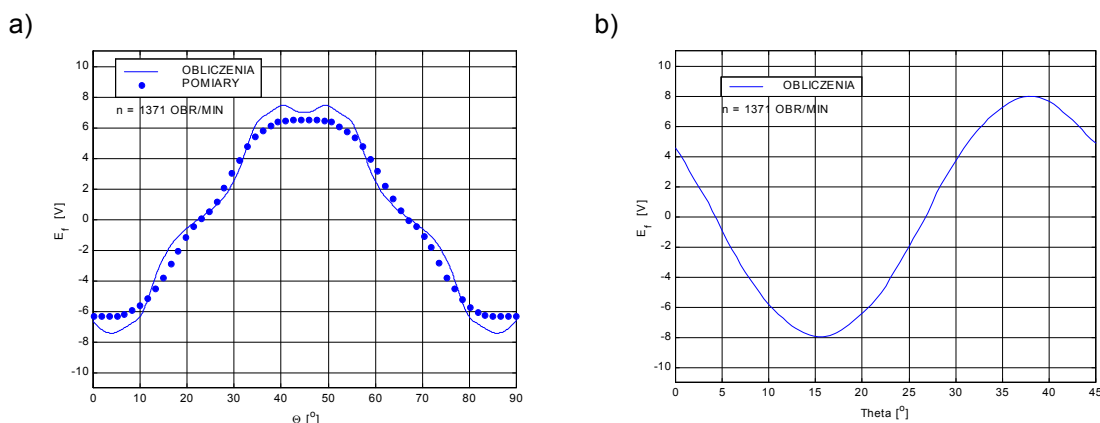 a)
10
8
6
4
2
0
-2
-4
-6
-8
-10
E_f [V]
OBLICZENIA
POMIARY
n = 1371 OBR/MIN
0 10 20 30 40 50 60 70 80 90
Θ [°]
b)
10
8
6
4
2
0
-2
-4
-6
-8
-10
E_f [V]
OBLICZENIA
n = 1371 OBR/MIN
0 5 10 15 20 25 30 35 40 45
Theta [°]